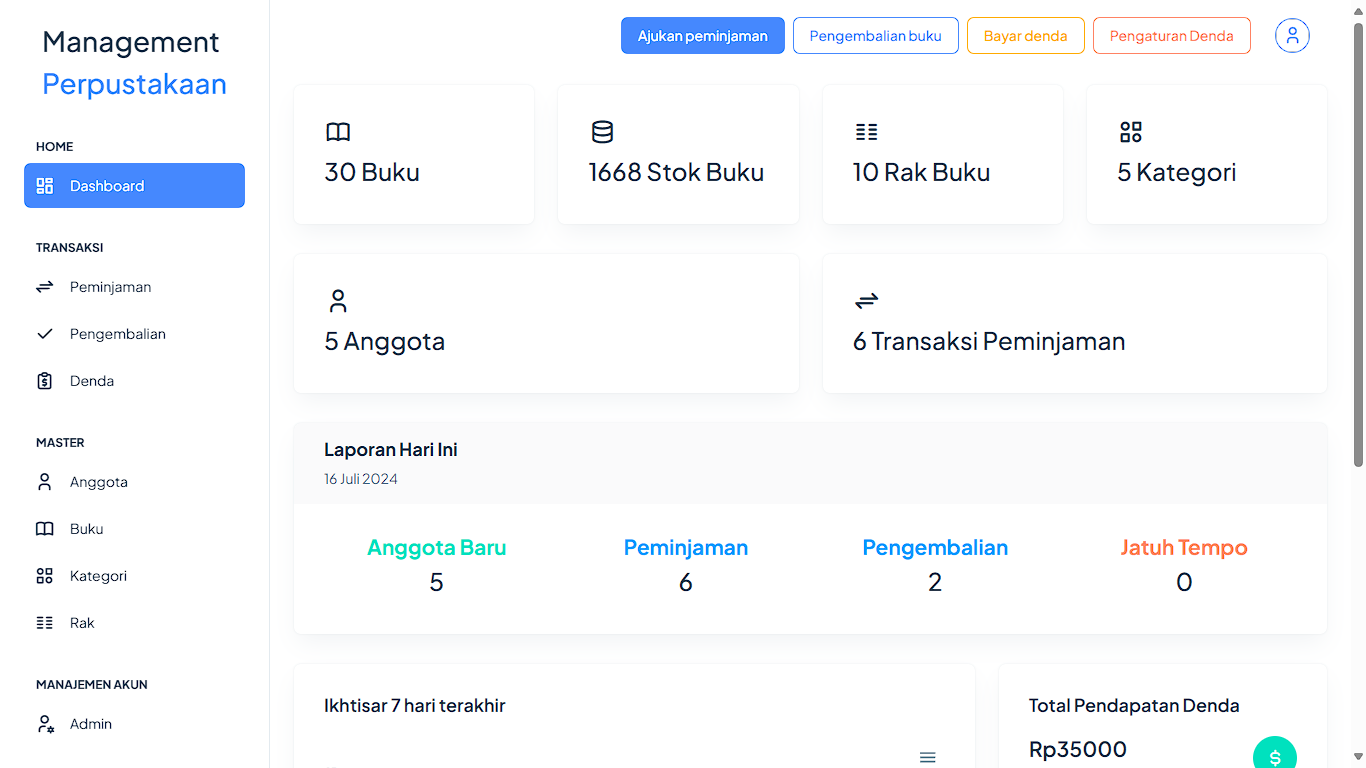 Management
Perpustakaan
HOME
Dashboard
TRANSAKSI
Peminjaman
Pengembalian
Denda
MASTER
Anggota
Buku
Kategori
Rak
MANAJEMEN AKUN
Admin
Ajukan peminjaman
Pengembalian buku
Bayar denda
Pengaturan Denda
30 Buku
1668 Stok Buku
10 Rak Buku
5 Kategori
5 Anggota
6 Transaksi Peminjaman
Laporan Hari Ini
16 Juli 2024
Anggota Baru
5
Peminjaman
6
Pengembalian
2
Jatuh Tempo
0
Ikhtisar 7 hari terakhir
Total Pendapatan Denda
Rp35000
$